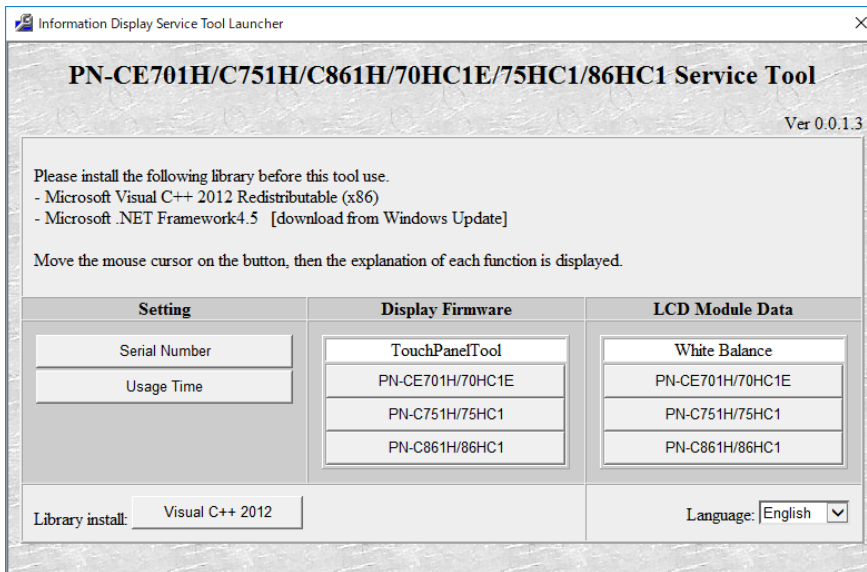 Information Display Service Tool Launcher
PN-CE701H/C751H/C861H/70HC1E/75HC1/86HC1 Service Tool
Ver 0.0.1.3
Please install the following library before this tool use.
- Microsoft Visual C++ 2012 Redistributable (x86)
- Microsoft .NET Framework4.5 [download from Windows Update]
Move the mouse cursor on the button, then the explanation of each function is displayed.
Setting
Serial Number
Usage Time
Display Firmware
TouchPanelTool
PN-CE701H/70HC1E
PN-C751H/75HC1
PN-C861H/86HC1
LCD Module Data
White Balance
PN-CE701H/70HC1E
PN-C751H/75HC1
PN-C861H/86HC1
Library install: Visual C++ 2012
Language: English